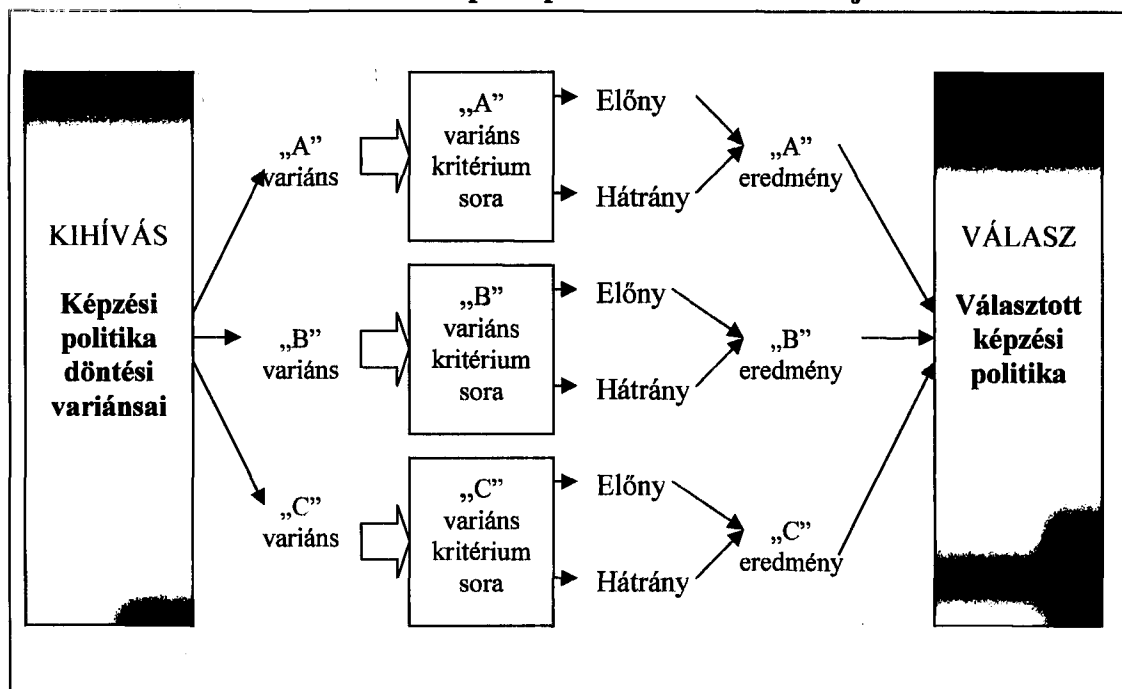 KIHÍVÁS
Képzési
politika
döntési
variánsai
„A”
variáns
„A”
variáns
kritérium
sora
Előny
Hátrány
„A”
eredmény
„B”
variáns
„B”
variáns
kritérium
sora
Előny
Hátrány
„B”
eredmény
„C”
variáns
„C”
variáns
kritérium
sora
Előny
Hátrány
„C”
eredmény
VÁLASZ
Választott
képzési
politika